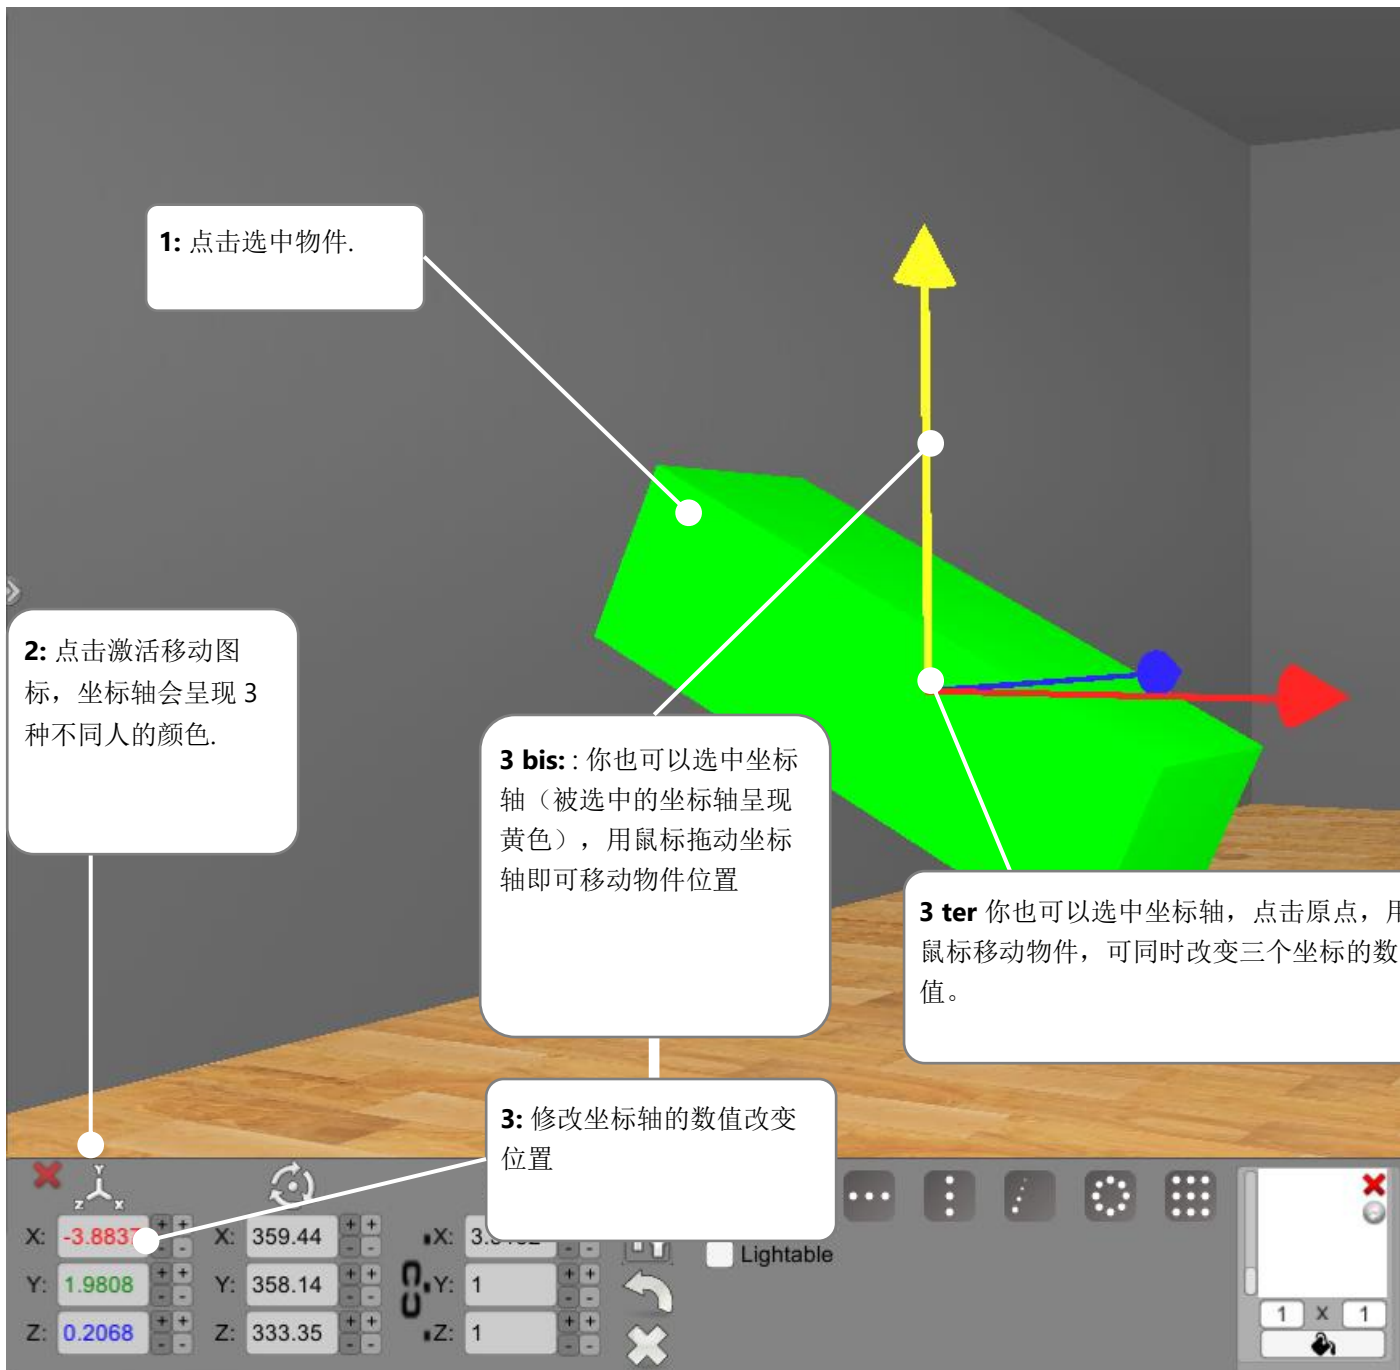 1: 点击选中物件.
2: 点击激活移动图
标，坐标轴会呈现 3
种不同人的颜色.
3 bis: : 你也可以选中坐标
轴（被选中的坐标轴呈现
黄色），用鼠标拖动坐标
轴即可移动物件位置
3 ter 你也可以选中坐标轴，点击原点，用
鼠标移动物件，可同时改变三个坐标的数
值。
3: 修改坐标轴的数值改变
位置
Y
Z X
X: -3.8837 X: 359.44 X:
Lightable
Y: 1.9808 Y: 358.14 Y: 1
Z: 0.2068 Z: 333.35 Z: 1
1 X 1